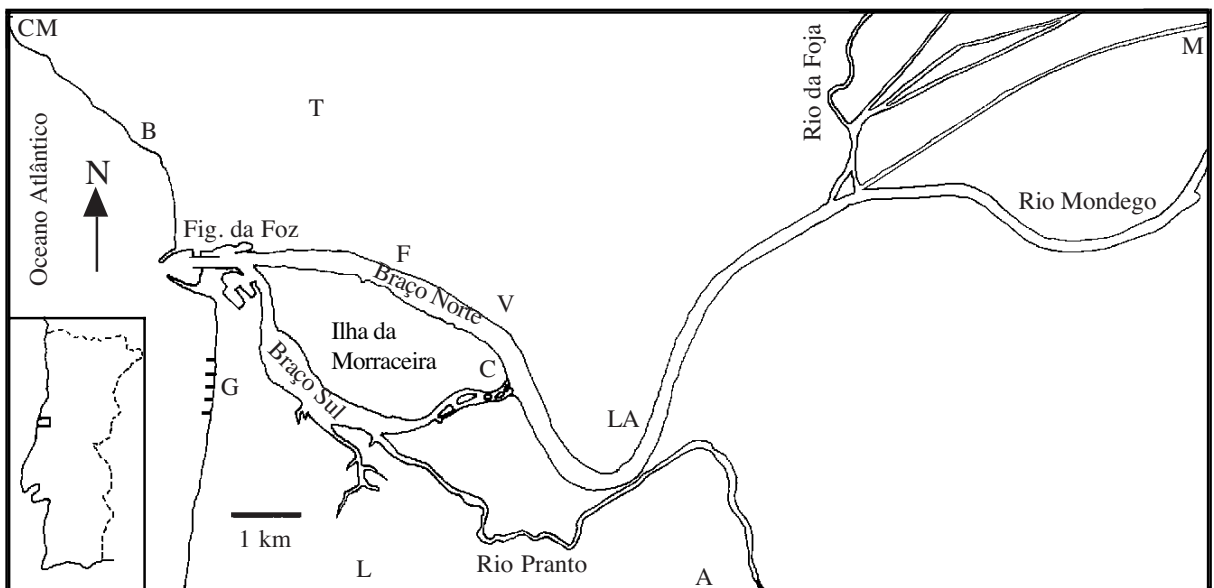 CM
T
Rio da Foja
M
B
Oceano Atlântico
N
Fig. da Foz
Rio Mondego
F
Braço Norte
V
Ilha da
Morraceira
C
G
Braço Sul
LA
1 km
L
Rio Pranto
A